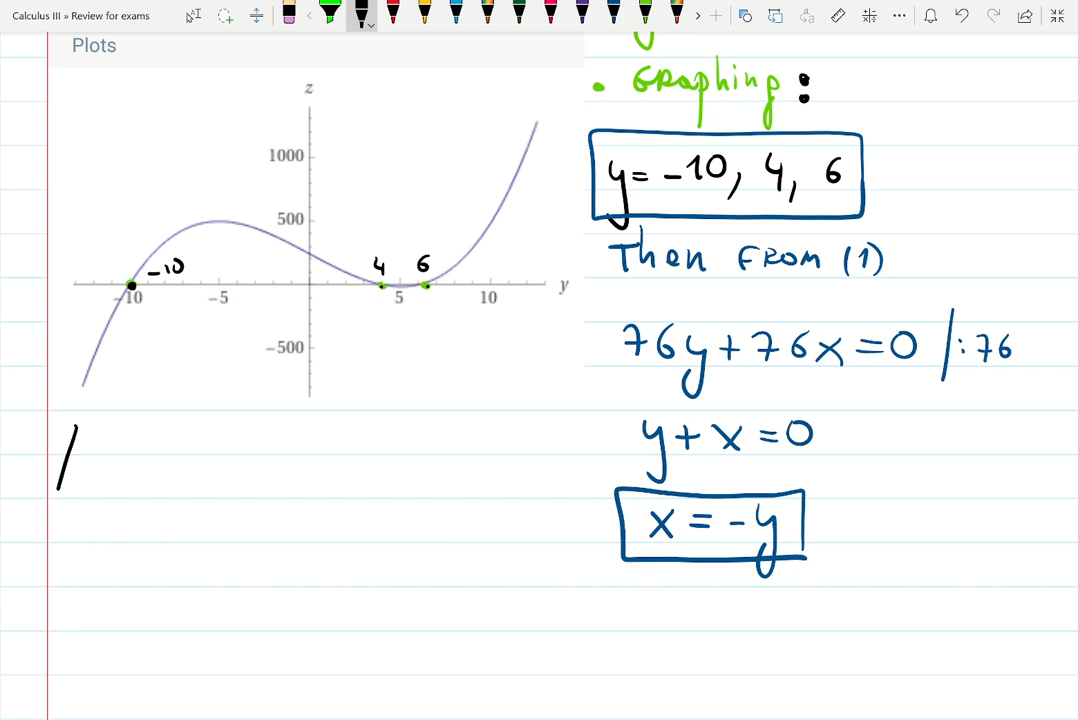 Calculus III » Review for exams
Plots
• Graphing:
y = -10, 4, 6
Then from (1)
76y + 76x = 0 /:76
y + x = 0
x = -y
z
1000
500
-500
-10
4
6
-10
-5
5
10
y